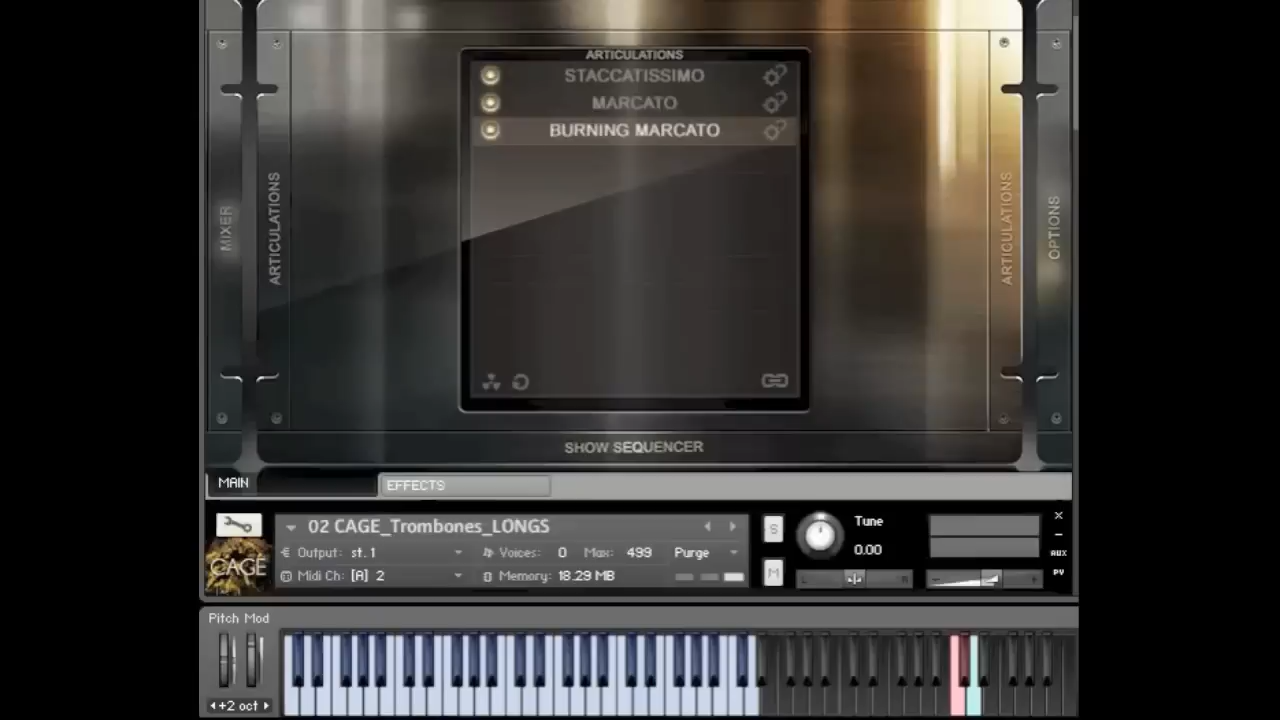 ARTICULATIONS
STACCATISSIMO
MARCATO
BURNING MARCATO
MIXER
ARTICULATIONS
ARTICULATIONS
OPTIONS
SHOW SEQUENCER
MAIN EFFECTS
02 CAGE_Trombones_LONGS
S
Tune
0.00
Output: st.1 Voices: 0 Max: 499 Purge
Midi Ch: [A] 2 Memory: 18.29 MB
M
L R
AUX
PV
CAGE
Pitch Mod
+2 oct